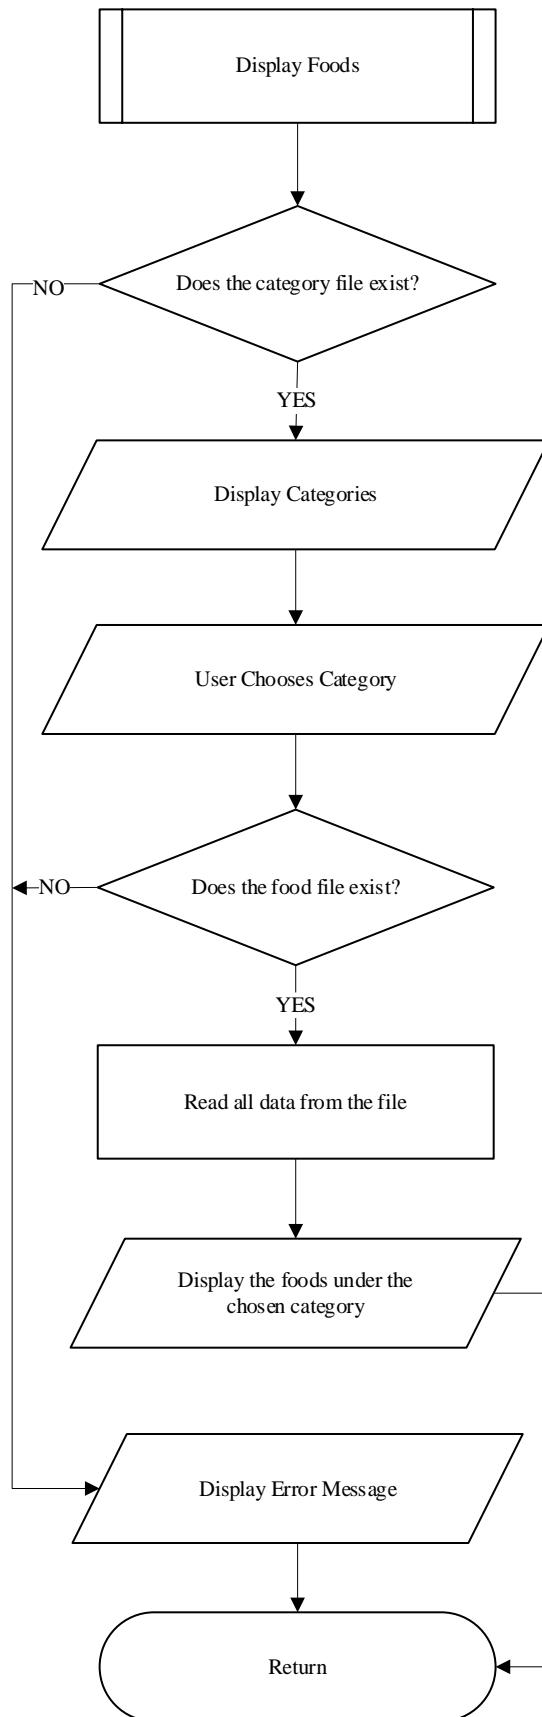 Display Foods
Does the category file exist?
NO
YES
Display Categories
User Chooses Category
Does the food file exist?
NO
YES
Read all data from the file
Display the foods under the
chosen category
Display Error Message
Return